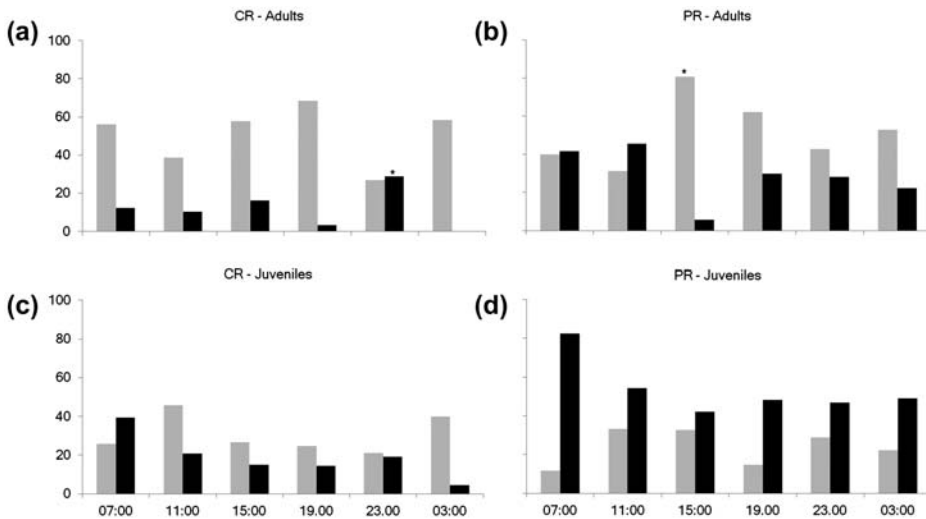 CR - Adults
PR - Adults
(a)
(b)
100
80
60
40
20
0
*
*
CR - Juveniles
PR - Juveniles
(c)
(d)
100
80
60
40
20
0
07:00 11:00 15:00 19.00 23.00 03:00
07:00 11:00 15:00 19.00 23.00 03:00